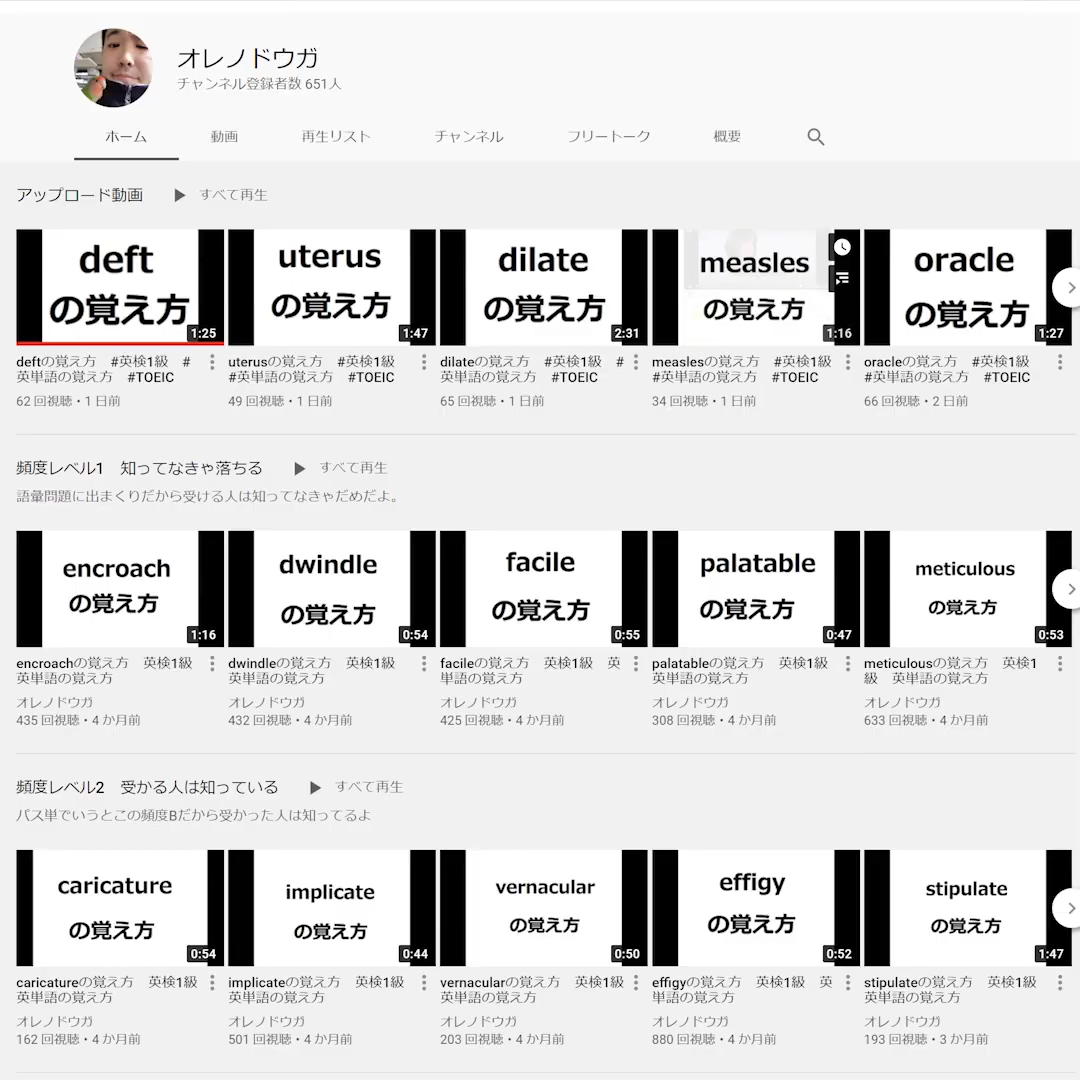 オレノドウガ
チャンネル登録者数 651人
ホーム 動画 再生リスト チャンネル フリートーク 概要
アップロード動画 すべて再生
deft
の覚え方
1:25
uterus
の覚え方
1:47
dilate
の覚え方
2:31
measles
の覚え方
1:16
oracle
の覚え方
1:27
deftの覚え方 #英検1級 #
英単語の覚え方 #TOEIC
62 回視聴・1 日前
uterusの覚え方 #英検1級
#英単語の覚え方 #TOEIC
49 回視聴・1 日前
dilateの覚え方 #英検1級 #
英単語の覚え方 #TOEIC
65 回視聴・1 日前
measlesの覚え方 #英検1級
#英単語の覚え方 #TOEIC
34 回視聴・1 日前
oracleの覚え方 #英検1級
#英単語の覚え方 #TOEIC
66 回視聴・2 日前
頻度レベル1 知ってなきゃ落ちる すべて再生
語彙問題に出まくりだから受ける人は知ってなきゃだめだよ。
encroach
の覚え方
1:16
dwindle
の覚え方
0:54
facile
の覚え方
0:55
palatable
の覚え方
0:47
meticulous
の覚え方
0:53
encroachの覚え方 英検1級
英単語の覚え方
オレノドウガ
435 回視聴・4 か月前
dwindleの覚え方 英検1級
英単語の覚え方
オレノドウガ
432 回視聴・4 か月前
facileの覚え方 英検1級 英
単語の覚え方
オレノドウガ
425 回視聴・4 か月前
palatableの覚え方 英検1級
英単語の覚え方
オレノドウガ
308 回視聴・4 か月前
meticulousの覚え方 英検1
級 英単語の覚え方
オレノドウガ
633 回視聴・4 か月前
頻度レベル2 受かる人は知っている すべて再生
パス単でいうとこの頻度Bだから受かった人は知ってるよ
caricature
の覚え方
0:54
implicate
の覚え方
0:44
vernacular
の覚え方
0:50
effigy
の覚え方
0:52
stipulate
の覚え方
1:47
caricatureの覚え方 英検1級
英単語の覚え方
オレノドウガ
162 回視聴・4 か月前
implicateの覚え方 英検1級
英単語の覚え方
オレノドウガ
501 回視聴・4 か月前
vernacularの覚え方 英検1級
英単語の覚え方
オレノドウガ
203 回視聴・4 か月前
effigyの覚え方 英検1級 英
単語の覚え方
オレノドウガ
880 回視聴・4 か月前
stipulateの覚え方 英検1級
英単語の覚え方
オレノドウガ
193 回視聴・3 か月前